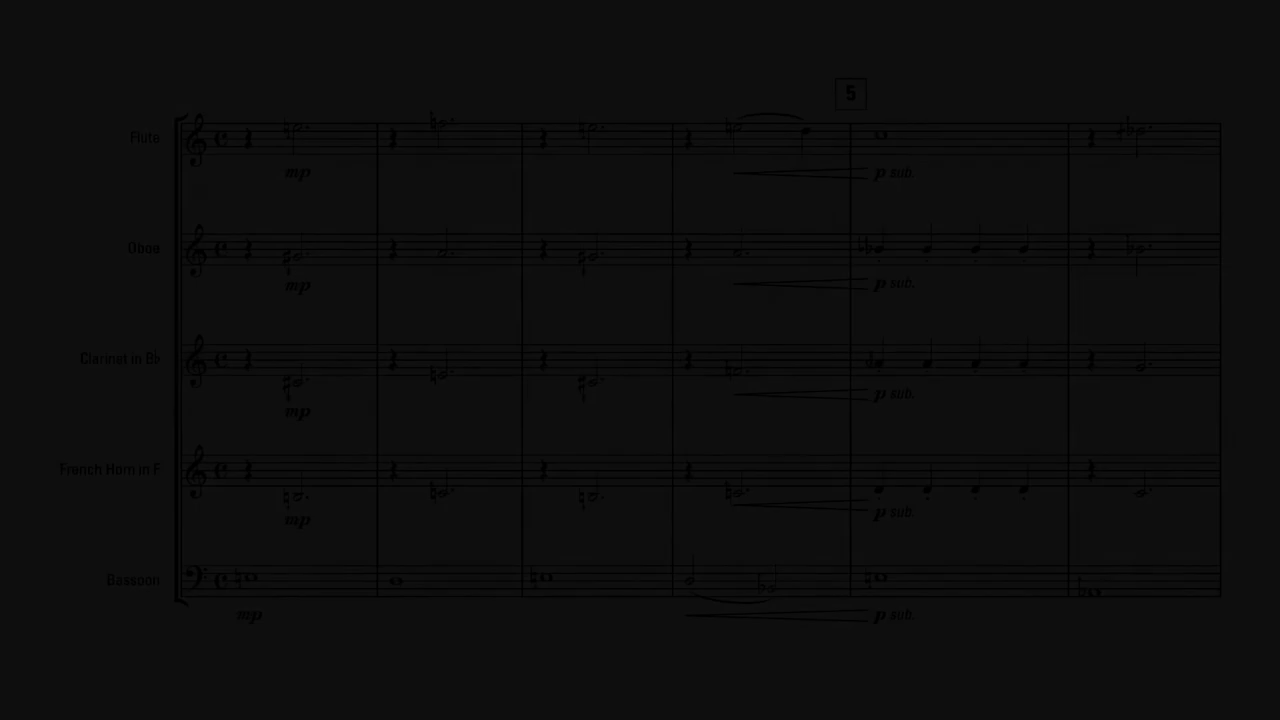 5
Flute
mp
p sub.
Oboe
mp
p sub.
Clarinet in B♭
mp
p sub.
French Horn in F
mp
p sub.
Bassoon
mp
p sub.